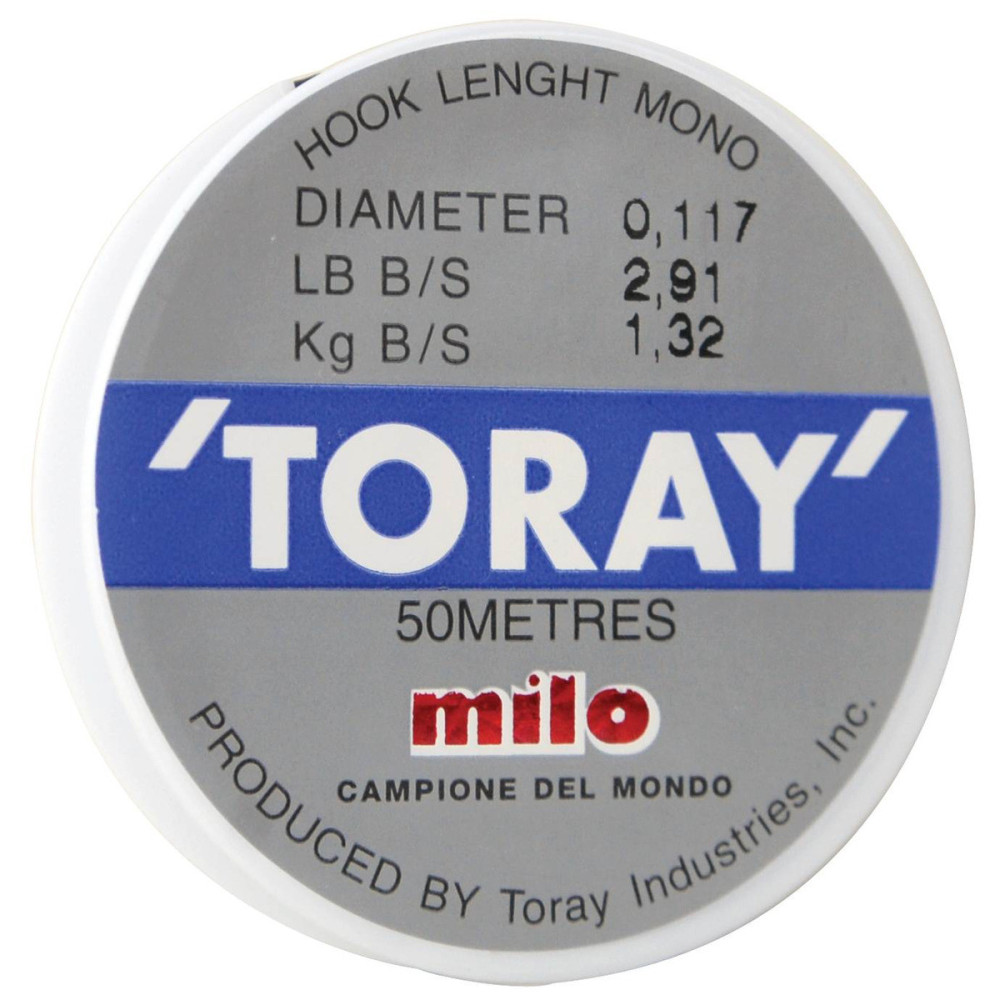 HOOK LENGHT MONO
DIAMETER 0,117
LB B/S 2,91
Kg B/S 1,32
'TORAY'
50METRES
milo
CAMPIONE DEL MONDO
PRODUCED BY Toray Industries, Inc.